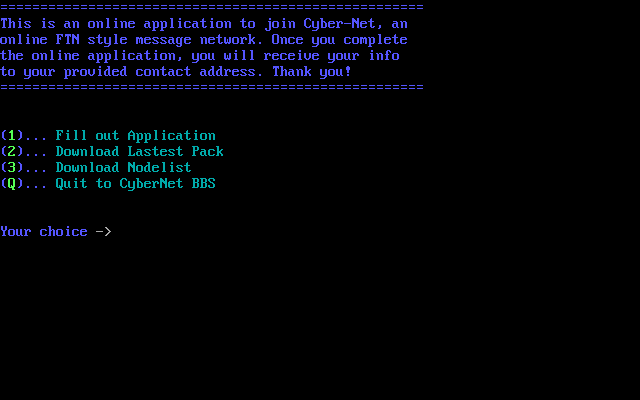 =====================================================
This is an online application to join Cyber-Net, an
online FTN style message network. Once you complete
the online application, you will receive your info
to your provided contact address. Thank you!
=====================================================
(1)... Fill out Application
(2)... Download Lastest Pack
(3)... Download Nodelist
(Q)... Quit to CyberNet BBS
Your choice ->